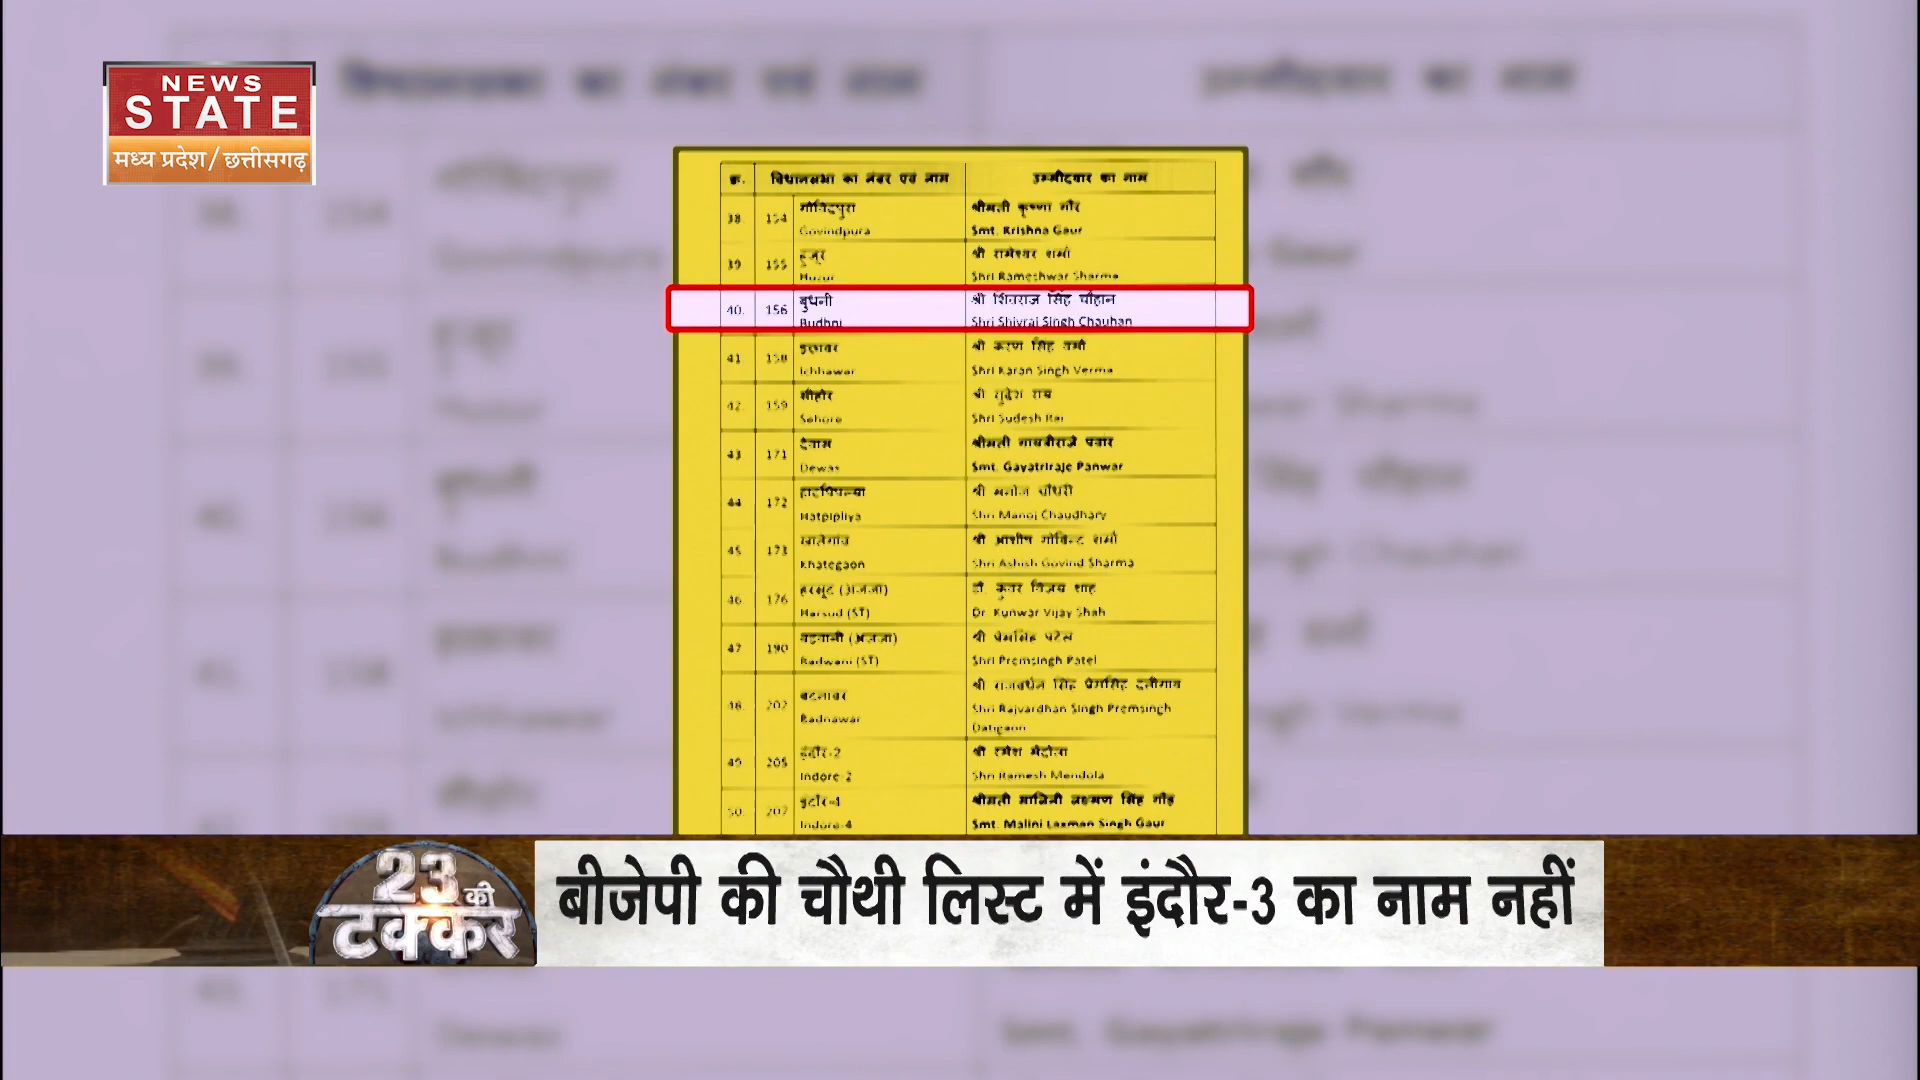 NEWS
STATE
मध्य प्रदेश/छत्तीसगढ़
क्र. विधानसभा का नंबर एवं नाम उम्मीदवार का नाम
38. 154 गोविंदपुरा श्रीमती कृष्णा गौर
Govindpura Smt. Krishna Gaur
39 155 हुजूर श्री रामेश्वर शर्मा
Huzur Shri Rameshwar Sharma
40. 156 बुधनी श्री शिवराज सिंह चौहान
Budhni Shri Shivraj Singh Chauhan
41 158 इछावर श्री करण सिंह वर्मा
Ichhawar Shri Karan Singh Verma
42. 159 सीहोर श्री सुदेश राय
Sehore Shri Sudesh Rai
43 171 देवास श्रीमती गायत्रीराजे पवार
Dewas Smt. Gayatriraje Panwar
44 172 हाटपिपल्या श्री मनोज चौधरी
Hatpipliya Shri Manoj Chaudhary
45 173 खातेगांव श्री आशीष गोविन्द शर्मा
Khategaon Shri Ashish Govind Sharma
46 176 हरसूद (अजजा) डॉ. कुंवर विजय शाह
Harsud (ST) Dr. Kunwar Vijay Shah
47 190 बड़वानी (अजजा) श्री प्रेमसिंह पटेल
Badwani (ST) Shri Premsingh Patel
48. 202 बदनावर श्री राजवर्धन सिंह प्रेमसिंह दत्तीगांव
Badnawar Shri Rajvardhan Singh Premsingh
Datigaon
49 205 इंदौर-2 श्री रमेश मेंदोला
Indore-2 Shri Ramesh Mendola
50. 207 इंदौर-4 श्रीमती मालिनी लक्ष्मण सिंह गौड़
Indore-4 Smt. Malini Laxman Singh Gaur
23 की
टक्कर
बीजेपी की चौथी लिस्ट में इंदौर-3 का नाम नहीं